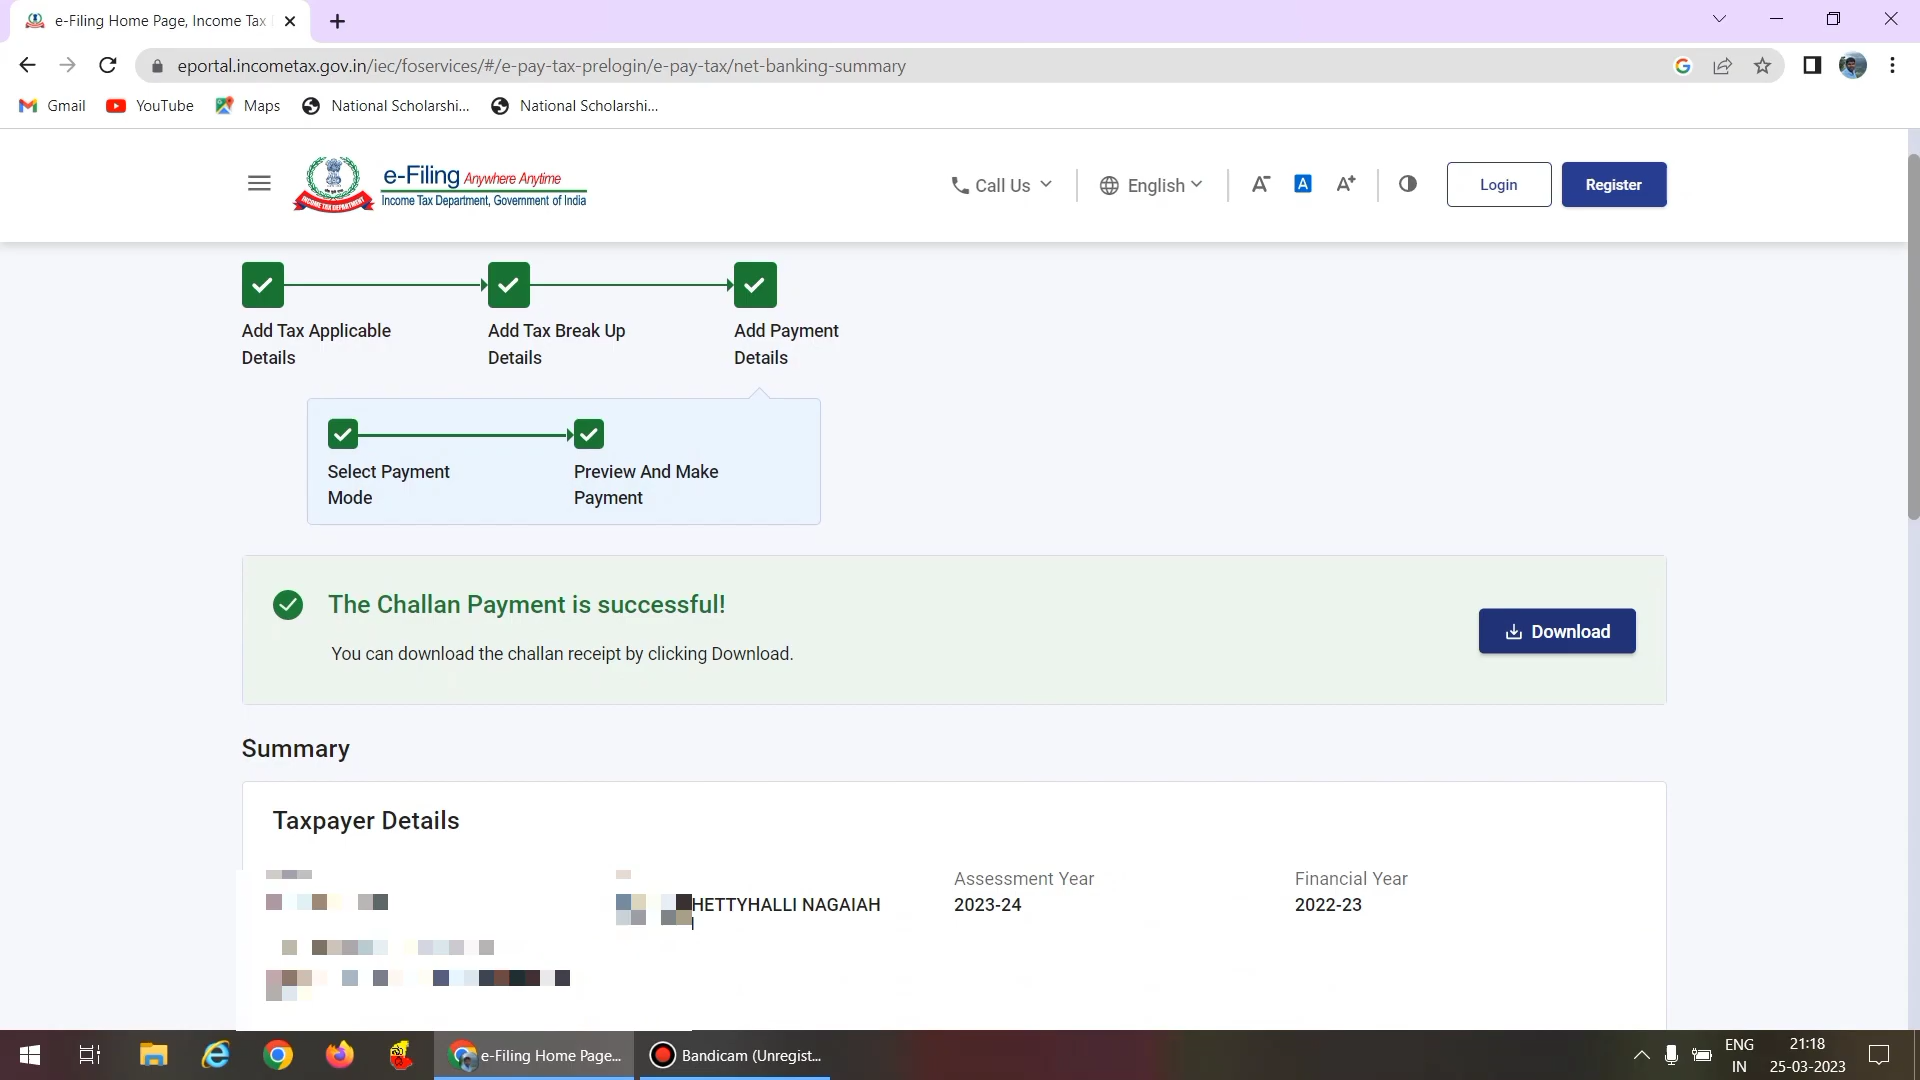 e-Filing Home Page, Income Tax
eportal.incometax.gov.in/iec/foservices/#/e-pay-tax-prelogin/e-pay-tax/net-banking-summary
Gmail YouTube Maps National Scholarshi... National Scholarshi...
e-Filing Anywhere Anytime
Income Tax Department, Government of India
INCOME TAX DEPARTMENT
Call Us English A- A A+ Login Register
Add Tax Applicable Details
Add Tax Break Up Details
Add Payment Details
Select Payment Mode
Preview And Make Payment
The Challan Payment is successful!
You can download the challan receipt by clicking Download.
Download
Summary
Taxpayer Details
HETTYHALLI NAGAIAH
Assessment Year
2023-24
Financial Year
2022-23
e-Filing Home Page... Bandicam (Unregist...
ENG
IN
21:18
25-03-2023